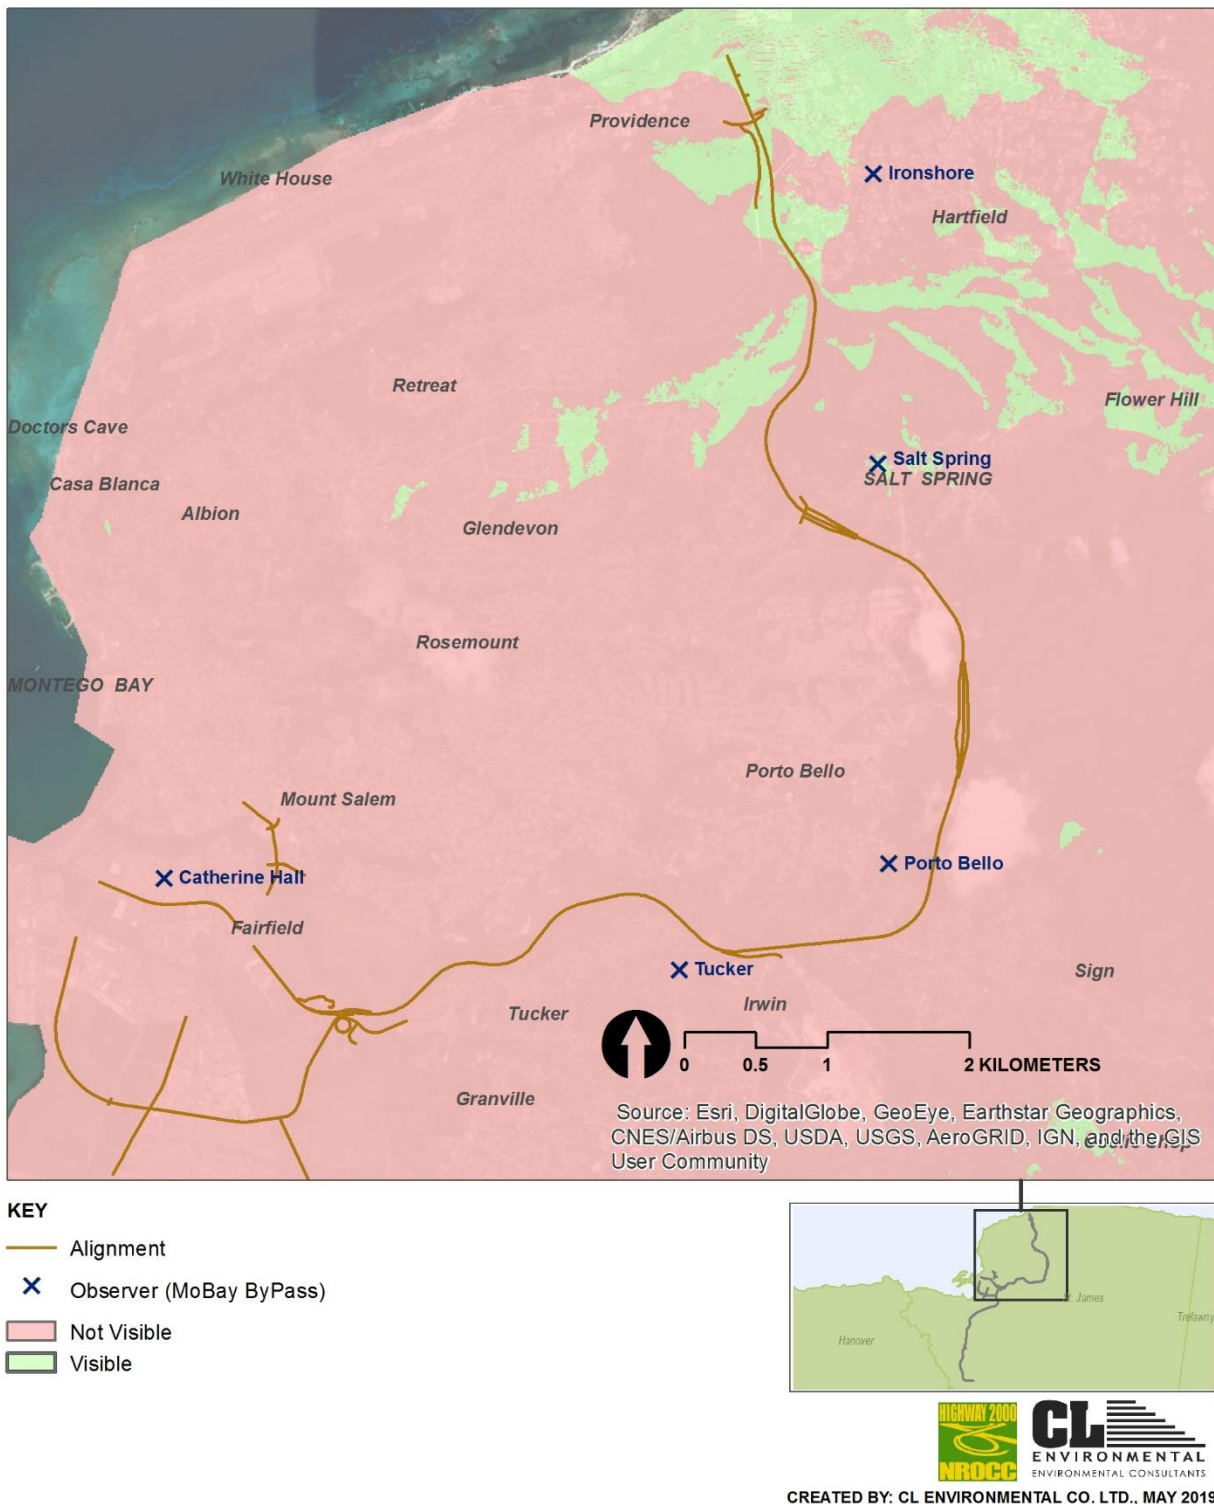 Providence
White House
Ironshore
Hartfield
Retreat
Flower Hill
Doctors Cave
Salt Spring
SALT SPRING
Casa Blanca
Albion
Glendevon
Rosemount
MONTEGO BAY
Porto Bello
Mount Salem
Porto Bello
Catherine Hall
Fairfield
Tucker
Sign
Tucker
Irwin
0 0.5 1 2 KILOMETERS
Granville
Source: Esri, DigitalGlobe, GeoEye, Earthstar Geographics,
CNES/Airbus DS, USDA, USGS, AeroGRID, IGN, and the GIS
User Community
Shop
KEY
Alignment
Observer (MoBay ByPass)
Not Visible
Visible
St. James
Trelawny
Hanover
HIGHWAY 2000
NROCC
CL
ENVIRONMENTAL
ENVIRONMENTAL CONSULTANTS
CREATED BY: CL ENVIRONMENTAL CO. LTD., MAY 2019